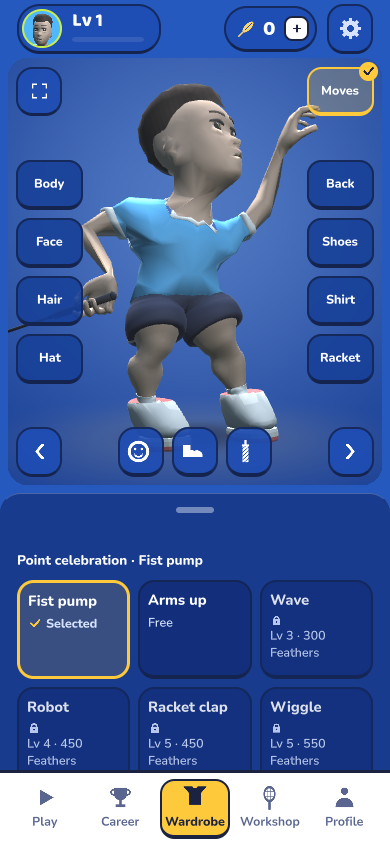 Lv 1
0
+
Moves
Body
Back
Face
Shoes
Hair
Shirt
Hat
Racket
Point celebration · Fist pump
Fist pump
Selected
Arms up
Free
Wave
Lv 3 · 300
Feathers
Robot
Lv 4 · 450
Feathers
Racket clap
Lv 5 · 450
Feathers
Wiggle
Lv 5 · 550
Feathers
Play
Career
Wardrobe
Workshop
Profile